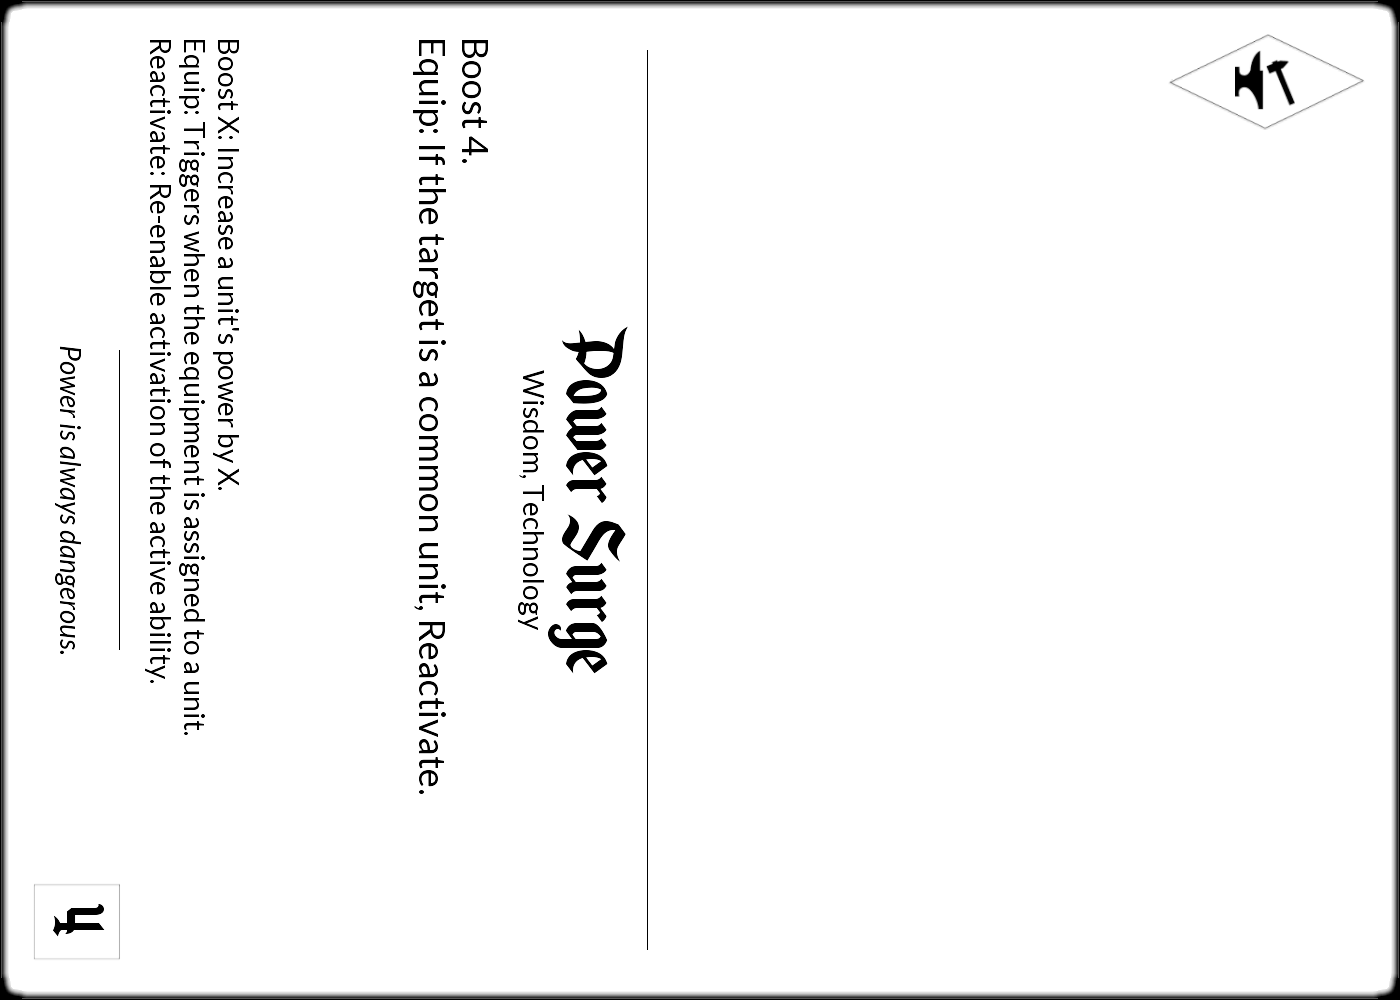 Power Surge
Wisdom, Technology
Boost 4.
Equip: If the target is a common unit, Reactivate.
Boost X: Increase a unit's power by X.
Equip: Triggers when the equipment is assigned to a unit.
Reactivate: Re-enable activation of the active ability.
Power is always dangerous.
4